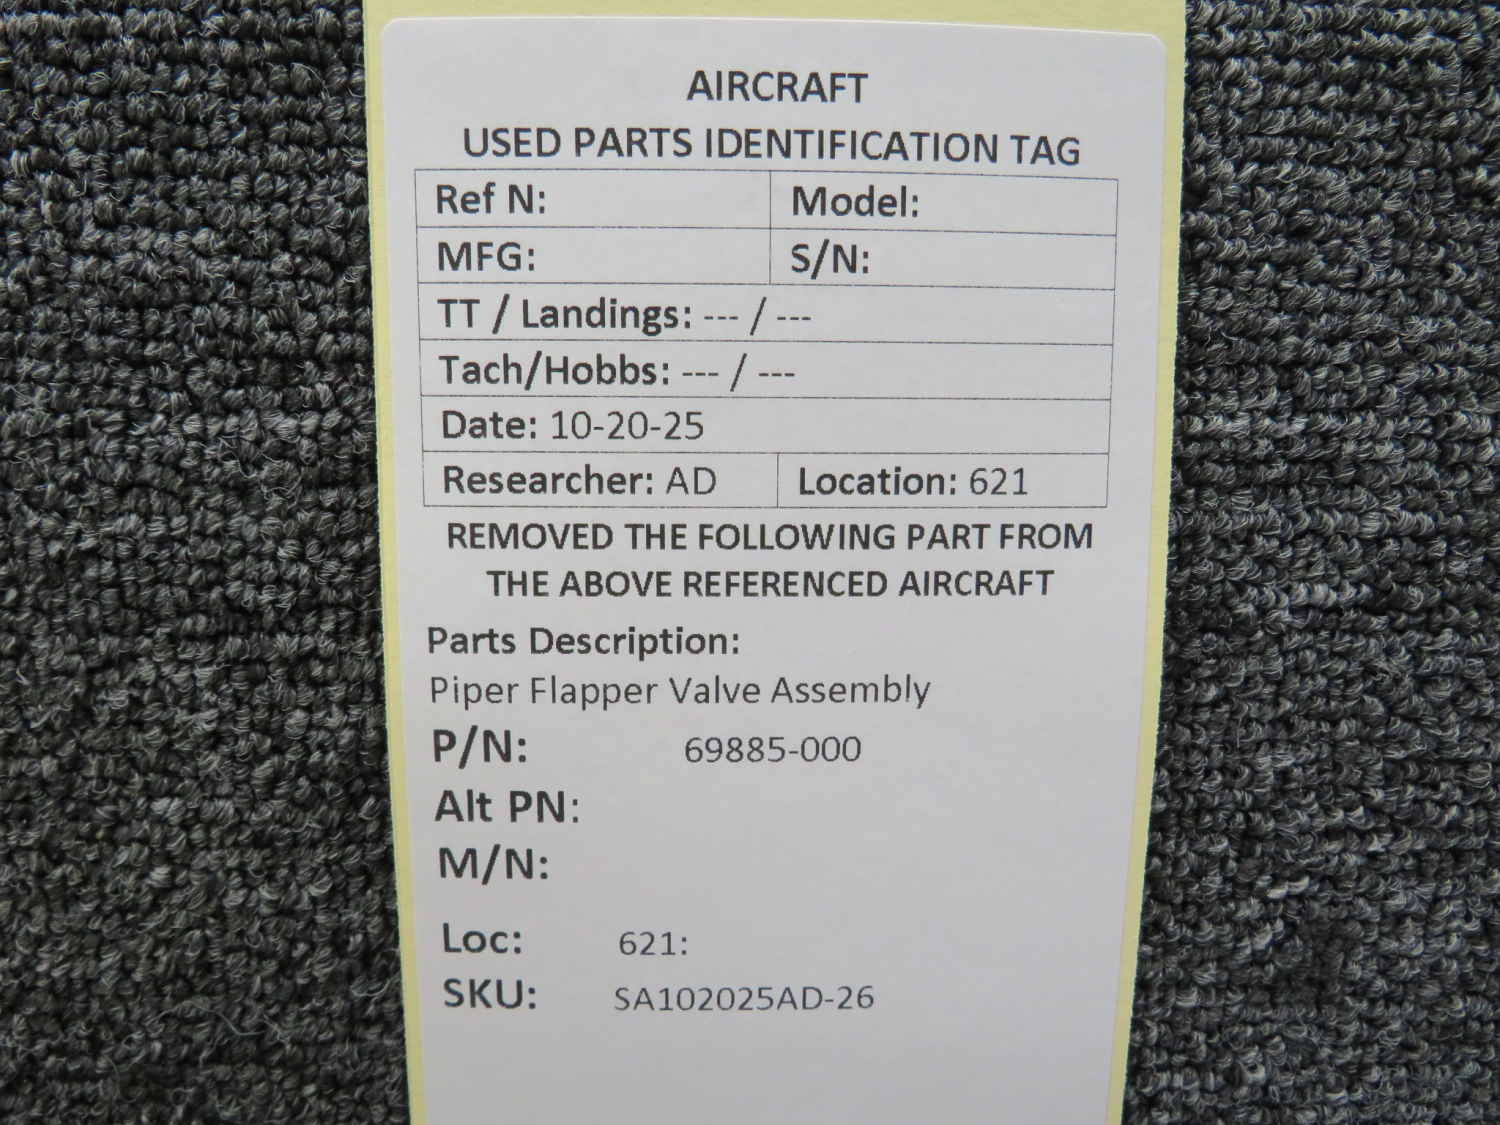 AIRCRAFT
USED PARTS IDENTIFICATION TAG
Ref N: Model:
MFG: S/N:
TT / Landings: --- / ---
Tach/Hobbs: --- / ---
Date: 10-20-25
Researcher: AD Location: 621
REMOVED THE FOLLOWING PART FROM
THE ABOVE REFERENCED AIRCRAFT
Parts Description:
Piper Flapper Valve Assembly
P/N: 69885-000
Alt PN:
M/N:
Loc: 621:
SKU: SA102025AD-26